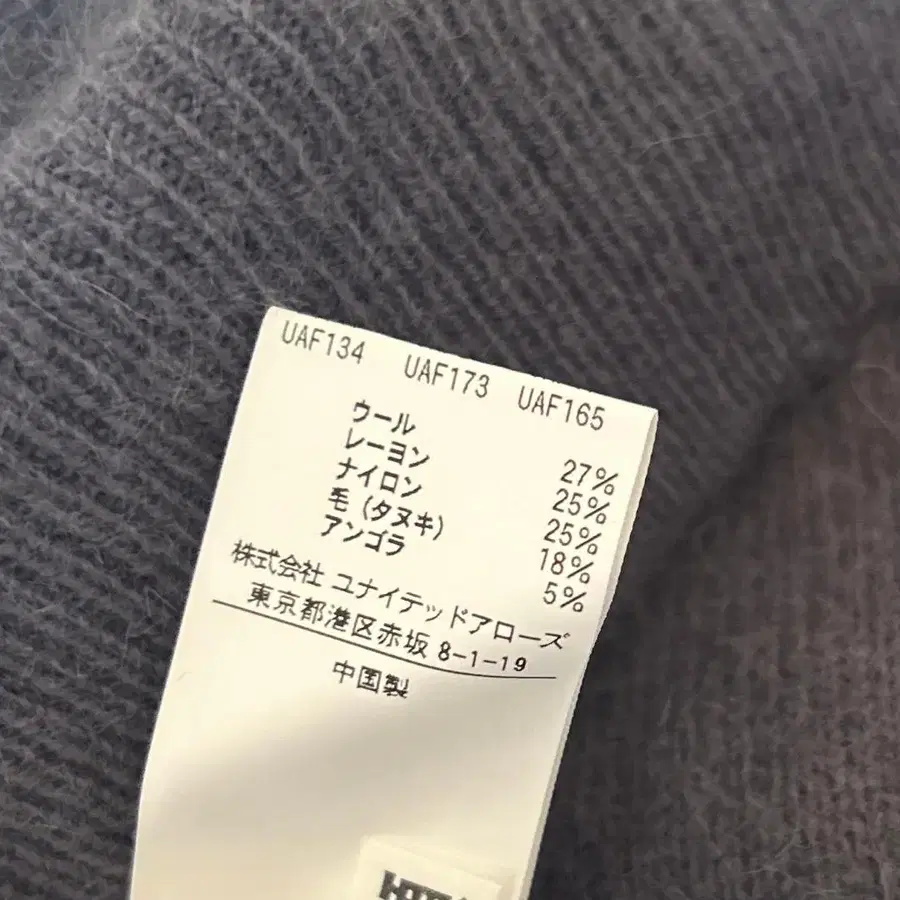 UAF134 UAF173 UAF165
ウール 27%
レーヨン 25%
ナイロン 25%
毛(タヌキ) 18%
アンゴラ 5%
株式会社 ユナイテッドアローズ
東京都港区赤坂 8-1-19
中国製